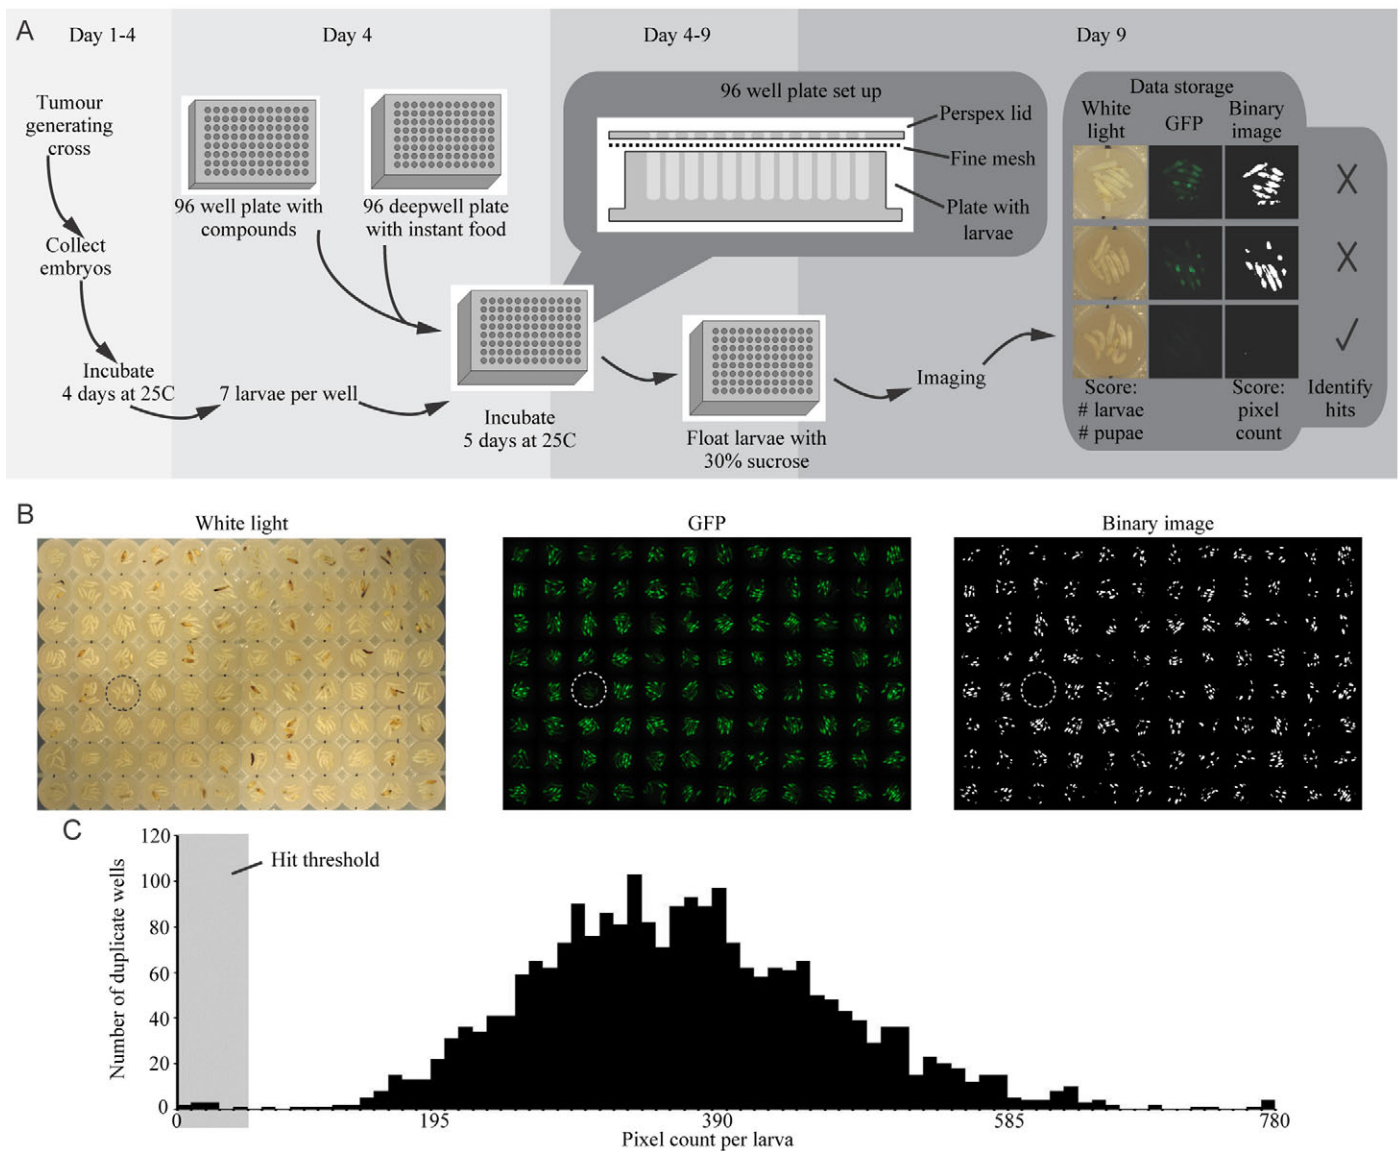 A
Day 1-4
Day 4
Day 4-9
Day 9
Tumour
generating
cross
Collect
embryos
Incubate
4 days at 25C
96 well plate with
compounds
96 deepwell plate
with instant food
7 larvae per well
Incubate
5 days at 25C
96 well plate set up
Perspex lid
Fine mesh
Plate with
larvae
Float larvae with
30% sucrose
Imaging
Data storage
White
light
GFP
Binary
image
Score:
# larvae
# pupae
Score:
pixel
count
Identify
hits
B
White light
GFP
Binary image
C
Number of duplicate wells
120
100
80
60
40
20
0
Hit threshold
0
195
390
585
780
Pixel count per larva